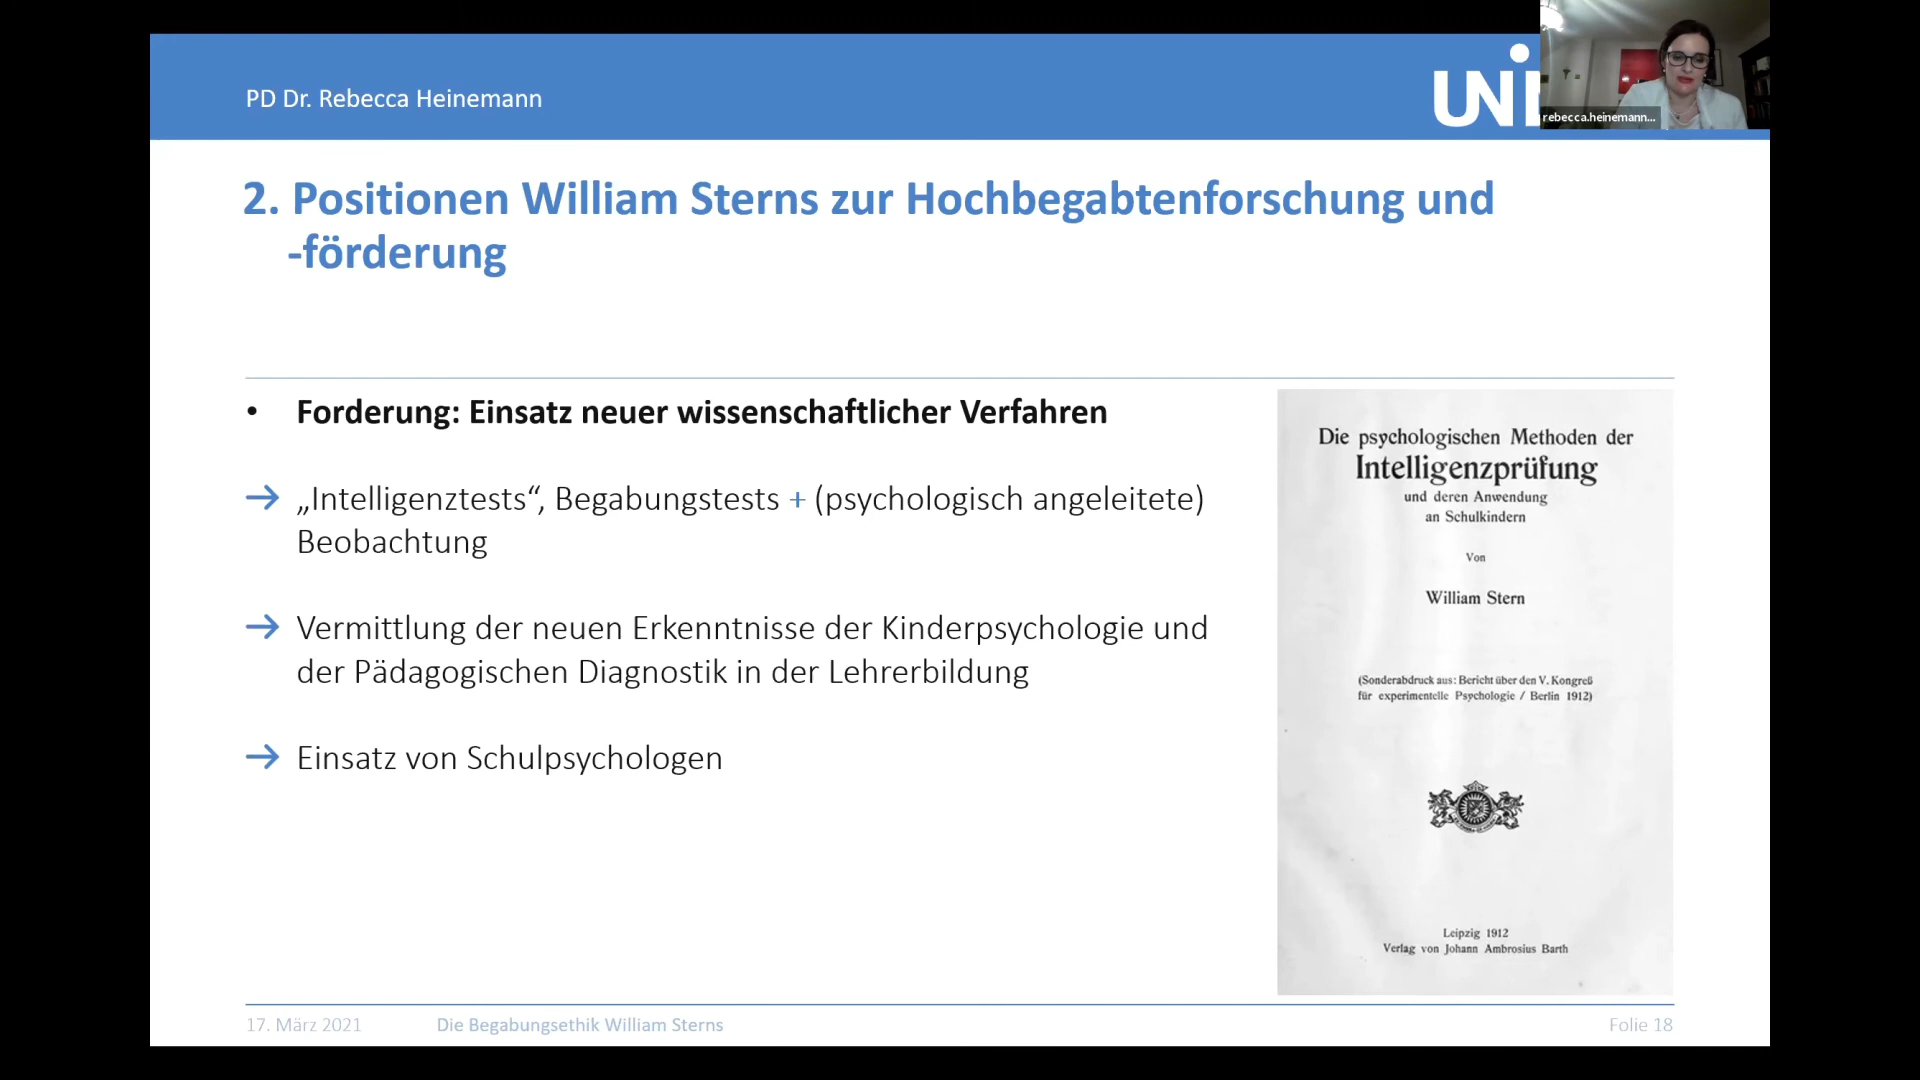 PD Dr. Rebecca Heinemann
UNI
rebecca.heinemann...
2. Positionen William Sterns zur Hochbegabtenforschung und
-förderung
• Forderung: Einsatz neuer wissenschaftlicher Verfahren
→ „Intelligenztests“, Begabungstests + (psychologisch angeleitete)
Beobachtung
→ Vermittlung der neuen Erkenntnisse der Kinderpsychologie und
der Pädagogischen Diagnostik in der Lehrerbildung
→ Einsatz von Schulpsychologen
Die psychologischen Methoden der
Intelligenzprüfung
und deren Anwendung
an Schulkindern
Von
William Stern
(Sonderabdruck aus: Bericht über den V. Kongreß
für experimentelle Psychologie / Berlin 1912)
Leipzig 1912
Verlag von Johann Ambrosius Barth
17. März 2021
Die Begabungsethik William Sterns
Folie 18